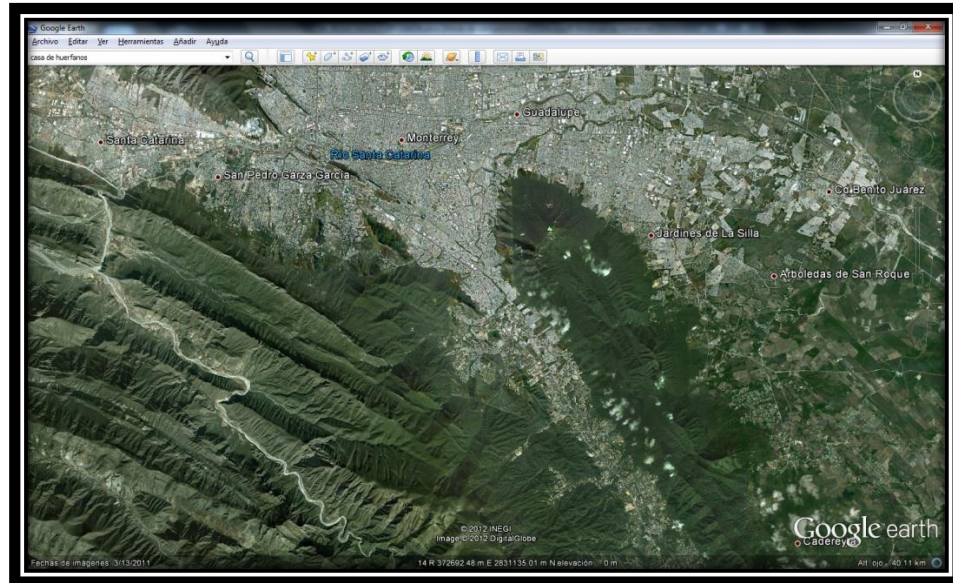 Google Earth
Archivo Editar Ver Herramientas Añadir Ayuda
casa de huerfanos
N
Guadalupe
Santa Catarina
Monterrey
Río Santa Catarina
San Pedro Garza García
Cd Benito Juárez
Jardines de La Silla
Arboledas de San Roque
© 2012 INEGI
Image © 2012 DigitalGlobe
Google earth
Cadereyta
Fechas de imágenes: 3/13/2011 14 R 372692.48 m E 2831135.01 m N elevación 0 m Alt. ojo 40.11 km